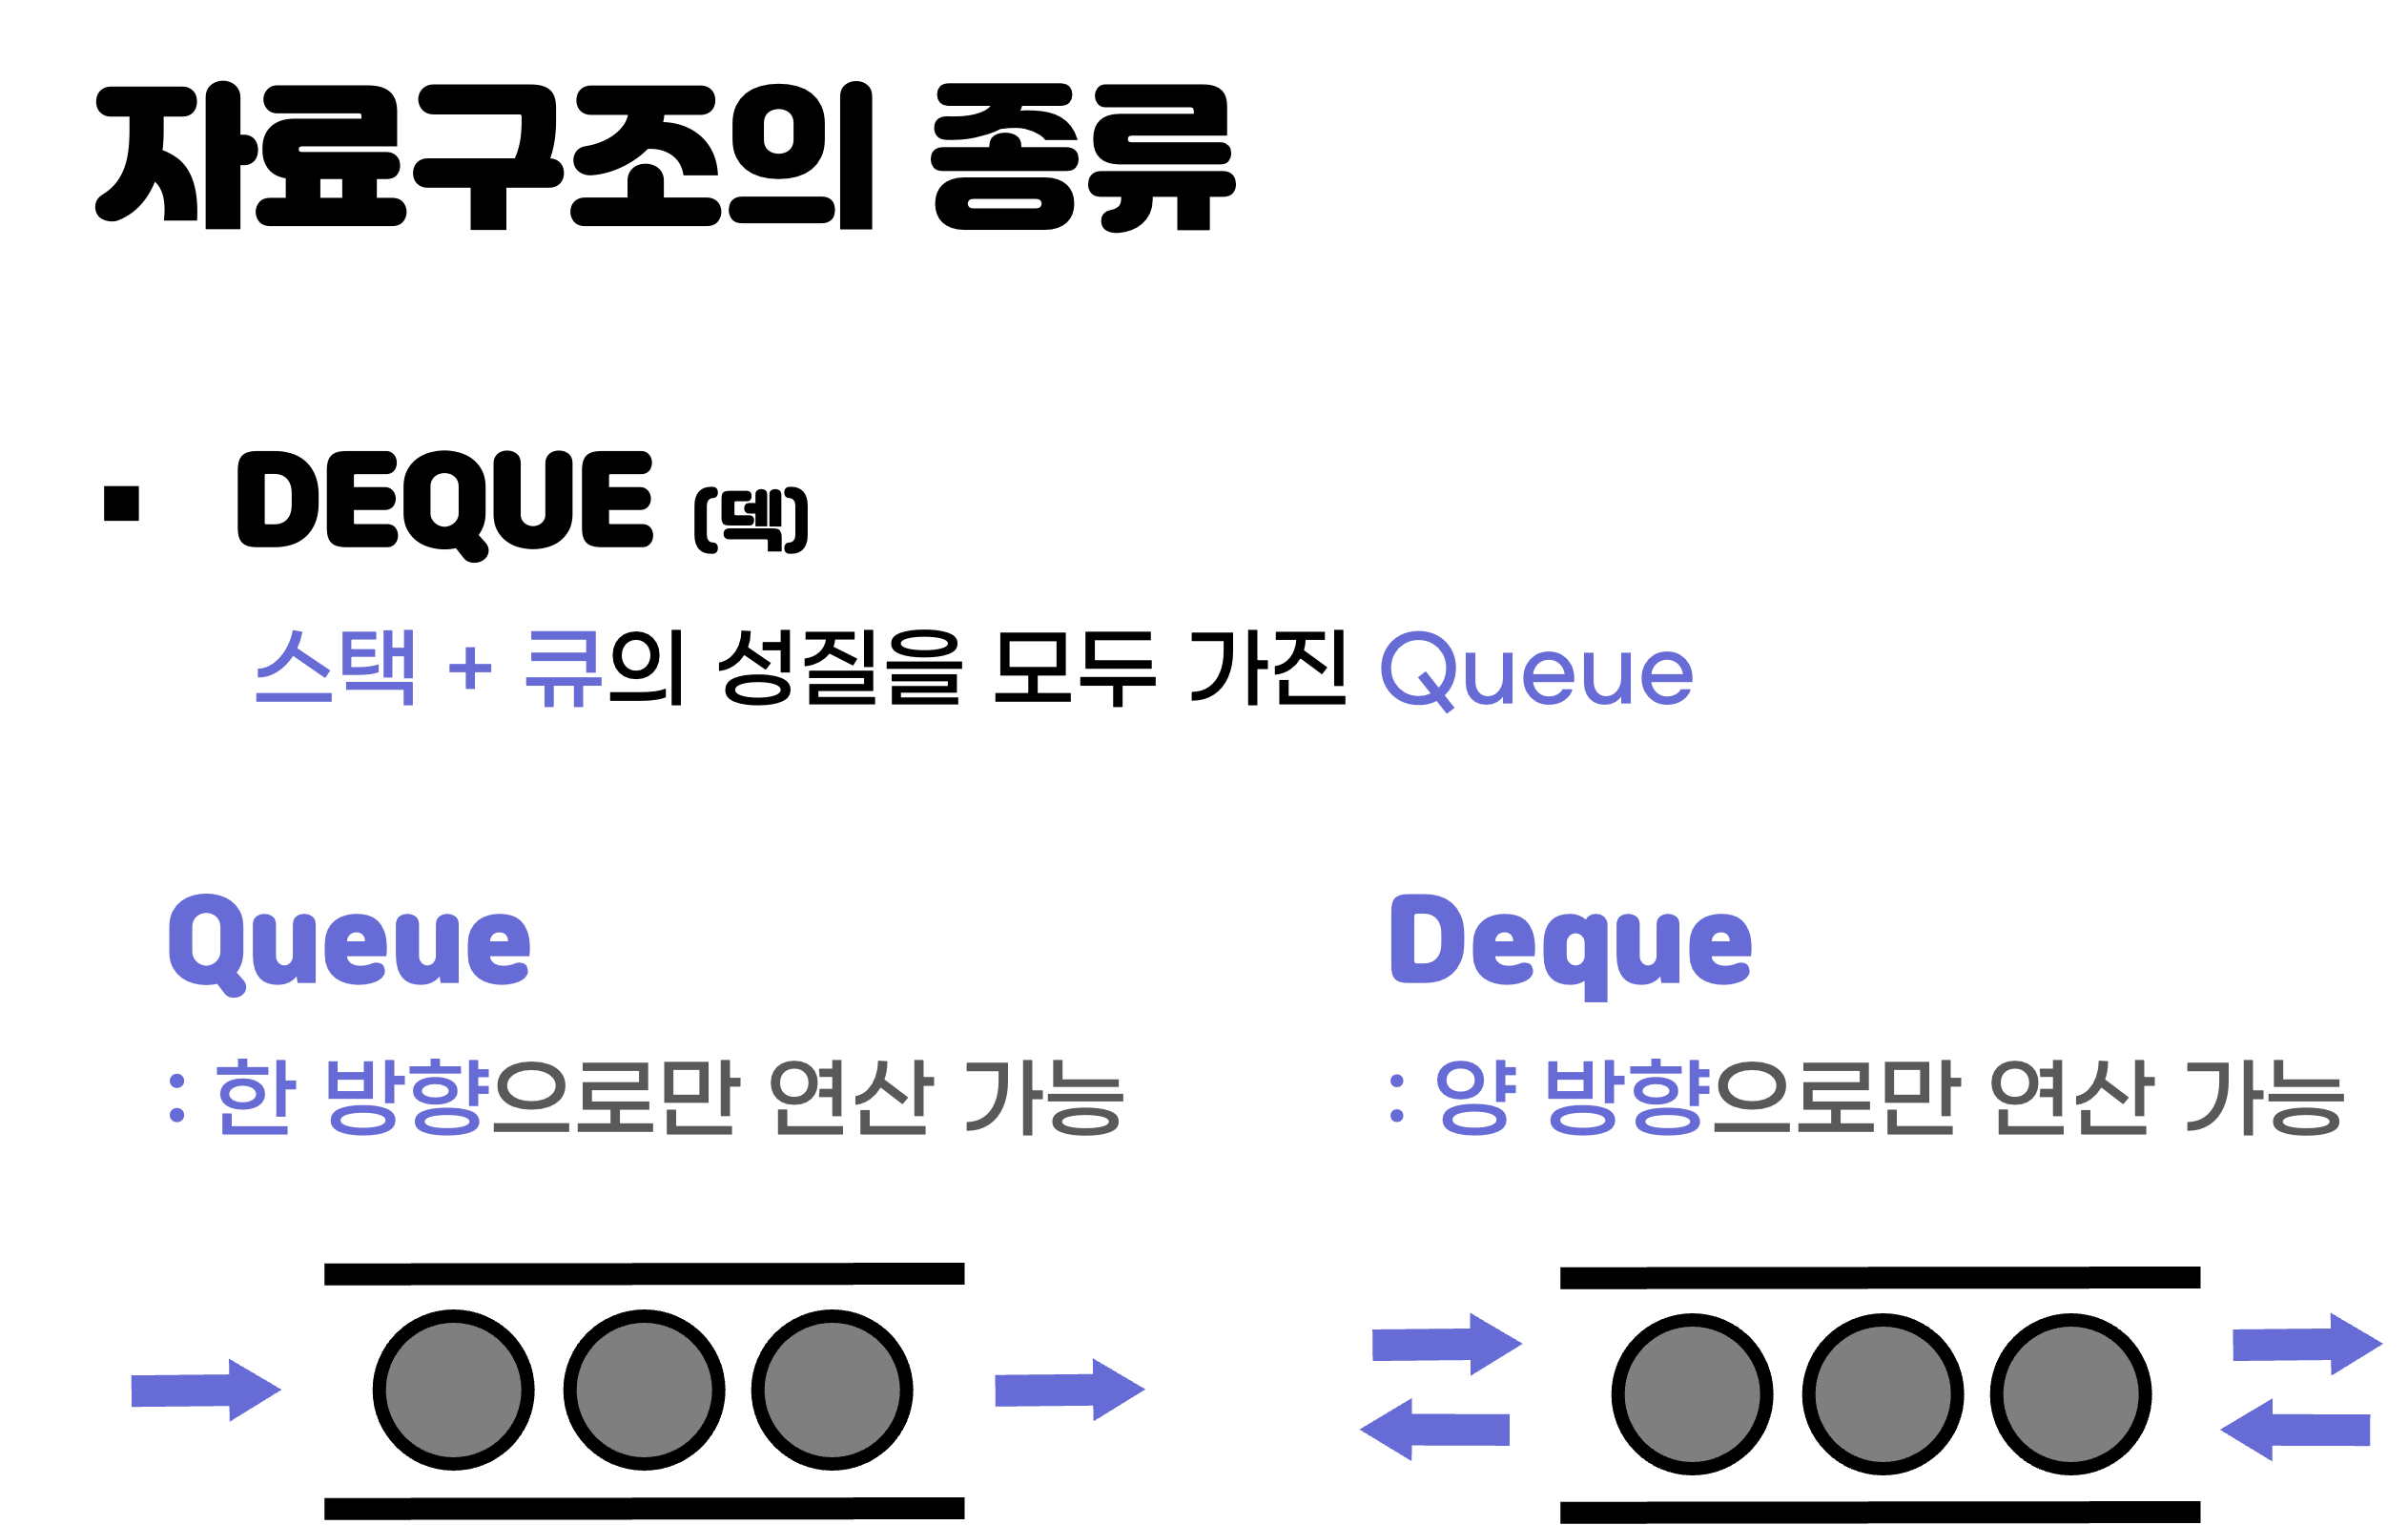 자료구조의 종류
▪ DEQUE (덱)
스택 + 큐의 성질을 모두 가진 Queue
Queue
: 한 방향으로만 연산 가능
Deque
: 양 방향으로만 연산 가능